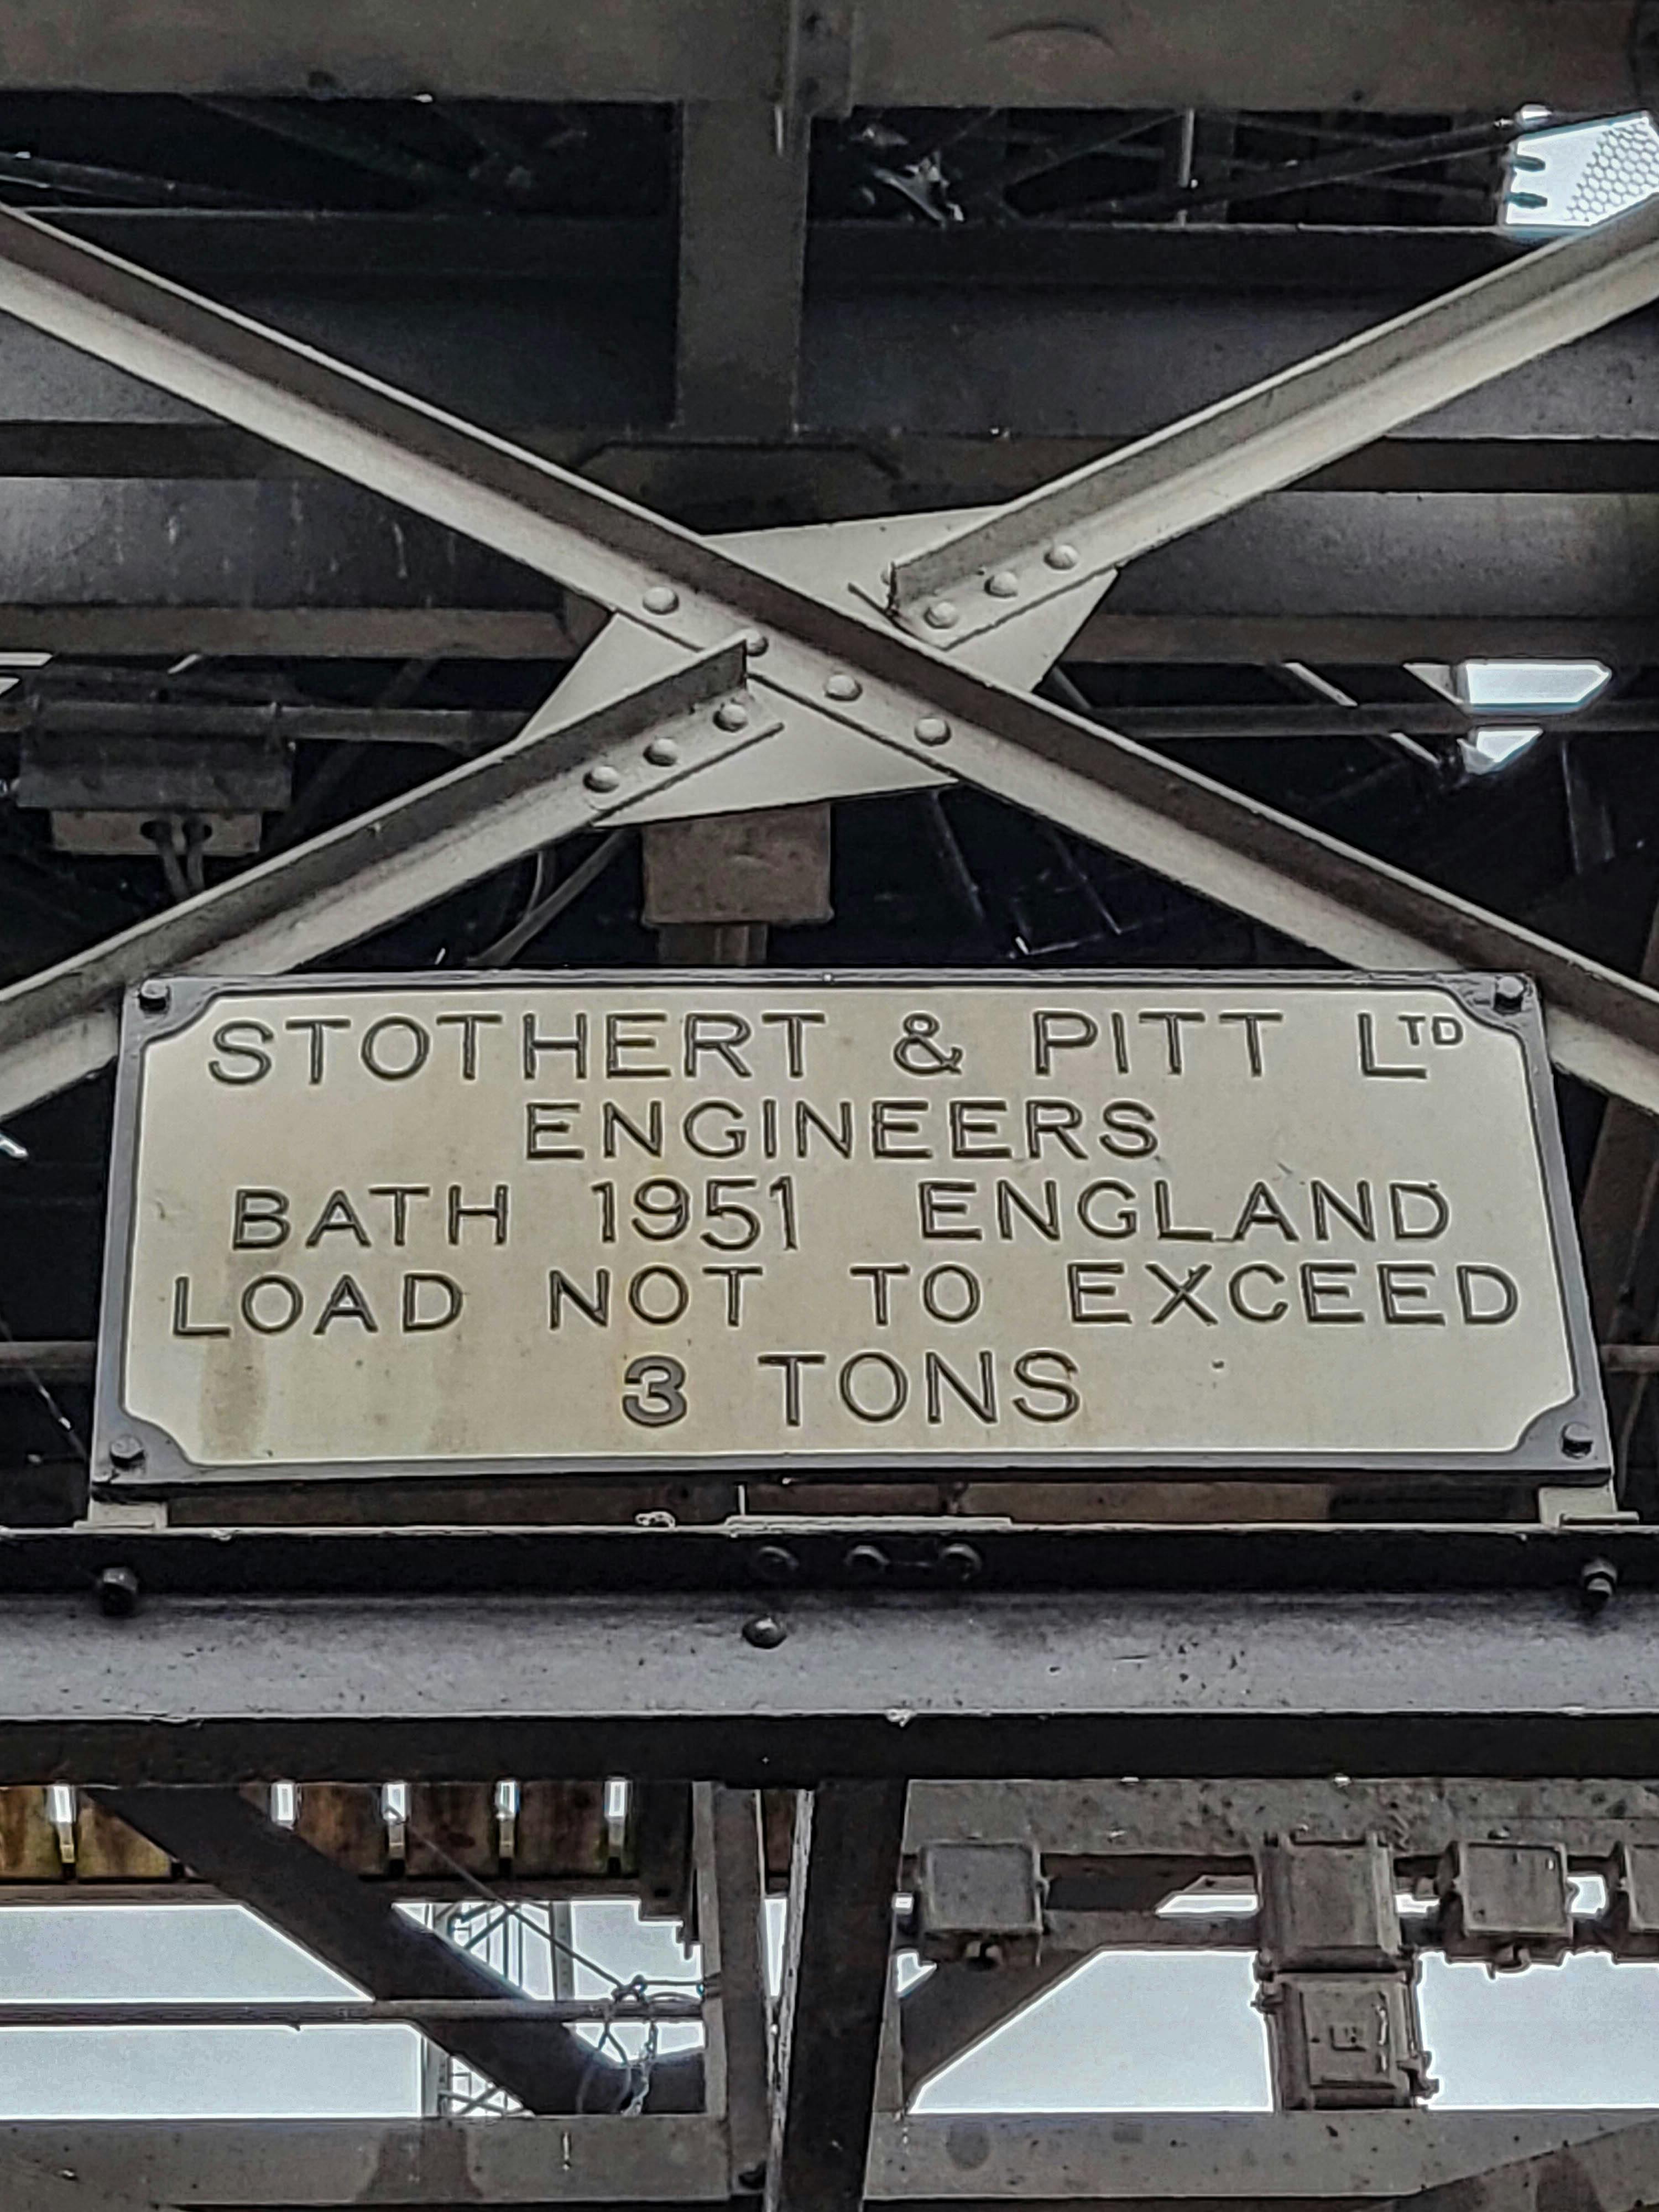 STOTHERT & PITT LTD
ENGINEERS
BATH 1951 ENGLAND
LOAD NOT TO EXCEED
3 TONS